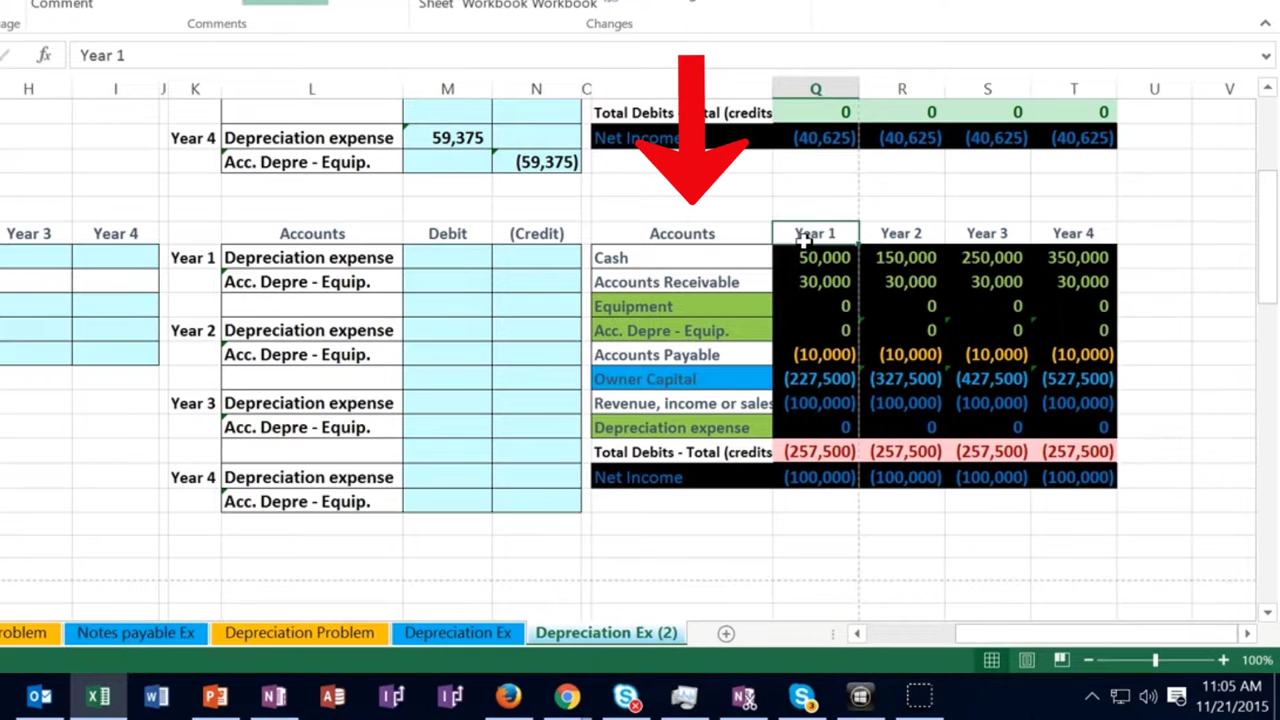 Comment Sheet Workbook Workbook
age Comments Changes
fx Year 1
H I J K L M N C Q R S T U V
Total Debits - tal (credits 0 0 0 0
Year 4 Depreciation expense 59,375 Net Income (40,625) (40,625) (40,625) (40,625)
Acc. Depre - Equip. (59,375)
Year 3 Year 4 Accounts Debit (Credit) Accounts Year 1 Year 2 Year 3 Year 4
Year 1 Depreciation expense Cash 50,000 150,000 250,000 350,000
Acc. Depre - Equip. Accounts Receivable 30,000 30,000 30,000 30,000
Equipment 0 0 0 0
Year 2 Depreciation expense Acc. Depre - Equip. 0 0 0 0
Acc. Depre - Equip. Accounts Payable (10,000) (10,000) (10,000) (10,000)
Owner Capital (227,500) (327,500) (427,500) (527,500)
Year 3 Depreciation expense Revenue, income or sales (100,000) (100,000) (100,000) (100,000)
Acc. Depre - Equip. Depreciation expense 0 0 0 0
Total Debits - Total (credits (257,500) (257,500) (257,500) (257,500)
Year 4 Depreciation expense Net Income (100,000) (100,000) (100,000) (100,000)
Acc. Depre - Equip.
roblem Notes payable Ex Depreciation Problem Depreciation Ex Depreciation Ex (2)
100%
11:05 AM
11/21/2015